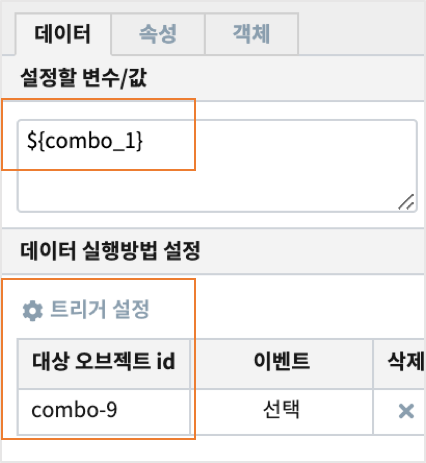 데이터 속성 객체
설정할 변수/값
${combo_1}
데이터 실행방법 설정
트리거 설정
대상 오브젝트 id 이벤트 삭제
combo-9 선택